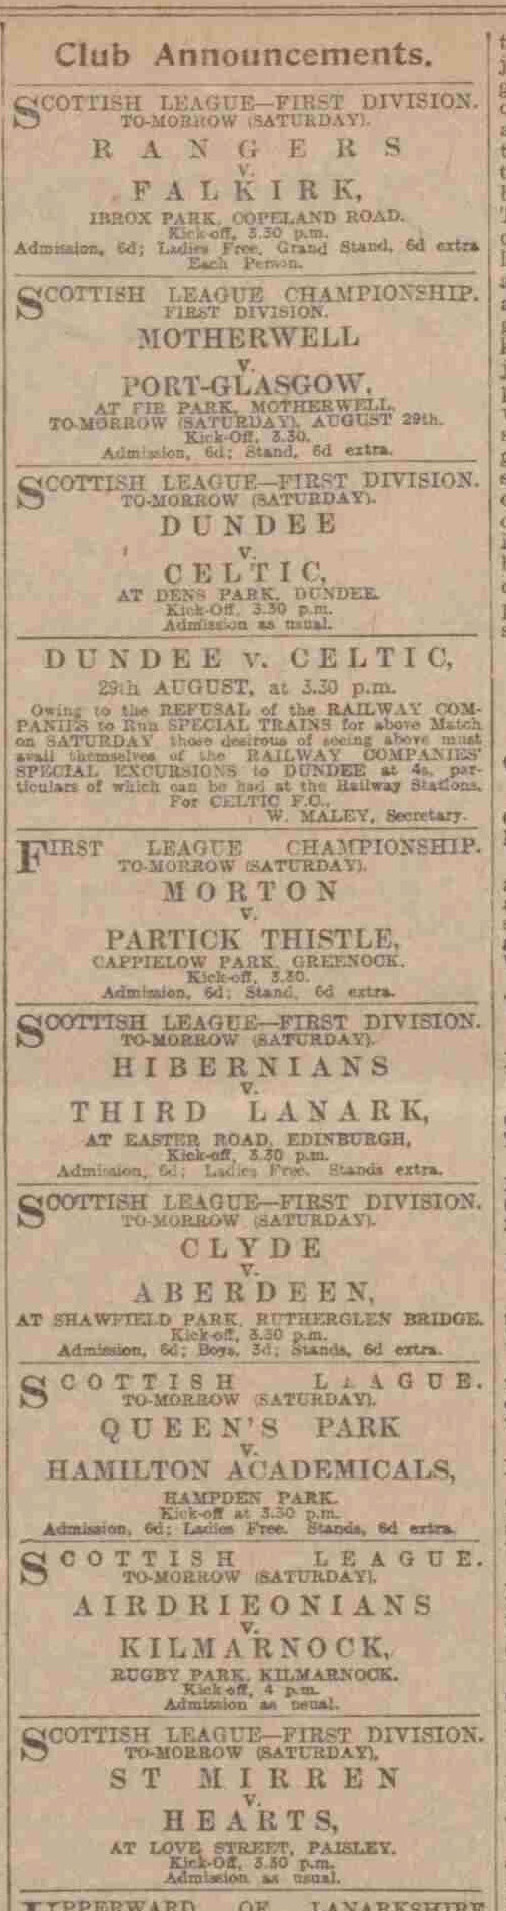 Club Announcements.
SCOTTISH LEAGUE—FIRST DIVISION.
TO-MORROW (SATURDAY).
RANGERS
v.
FALKIRK,
IBROX PARK, COPELAND ROAD.
Kick-off, 3.30 p.m.
Admission, 6d; Ladies Free. Grand Stand, 6d extra
Each Person.
SCOTTISH LEAGUE CHAMPIONSHIP.
FIRST DIVISION.
MOTHERWELL
v.
PORT-GLASGOW,
AT FIR PARK, MOTHERWELL,
TO-MORROW (SATURDAY), AUGUST 29th.
Kick-Off, 3.30.
Admission, 6d; Stand, 6d extra.
SCOTTISH LEAGUE—FIRST DIVISION.
TO-MORROW (SATURDAY).
DUNDEE
v.
CELTIC,
AT DENS PARK, DUNDEE.
Kick-Off, 3.30 p.m.
Admission as usual.
DUNDEE v. CELTIC,
29th AUGUST, at 3.30 p.m.
Owing to the REFUSAL of the RAILWAY COM-
PANIES to Run SPECIAL TRAINS for above Match
on SATURDAY those desirous of seeing above must
avail themselves of the RAILWAY COMPANIES'
SPECIAL EXCURSIONS to DUNDEE at 4s, par-
ticulars of which can be had at the Railway Stations.
For CELTIC F.C.,
W. MALEY, Secretary.
FIRST LEAGUE CHAMPIONSHIP.
TO-MORROW (SATURDAY).
MORTON
v.
PARTICK THISTLE,
CAPPIELOW PARK, GREENOCK.
Kick-off, 3.30.
Admission, 6d; Stand, 6d extra.
SCOTTISH LEAGUE—FIRST DIVISION.
TO-MORROW (SATURDAY).
HIBERNIANS
v.
THIRD LANARK,
AT EASTER ROAD, EDINBURGH,
Kick-off, 3.30 p.m.
Admission, 6d; Ladies Free. Stands extra.
SCOTTISH LEAGUE—FIRST DIVISION.
TO-MORROW (SATURDAY).
CLYDE
v.
ABERDEEN,
AT SHAWFIELD PARK, RUTHERGLEN BRIDGE.
Kick-off, 3.30 p.m.
Admission, 6d; Boys, 3d; Stands, 6d extra.
SCOTTISH LEAGUE.
TO-MORROW (SATURDAY).
QUEEN'S PARK
v.
HAMILTON ACADEMICALS,
HAMPDEN PARK.
Kick-off at 3.30 p.m.
Admission, 6d; Ladies Free. Stands, 6d extra.
SCOTTISH LEAGUE.
TO-MORROW (SATURDAY).
AIRDRIEONIANS
v.
KILMARNOCK,
RUGBY PARK, KILMARNOCK.
Kick-off, 4 p.m.
Admission as usual.
SCOTTISH LEAGUE—FIRST DIVISION.
TO-MORROW (SATURDAY),
ST MIRREN
v.
HEARTS,
AT LOVE STREET, PAISLEY.
Kick-Off, 3.30 p.m.
Admission as usual.
UPPERWARD OF LANARKSHIRE